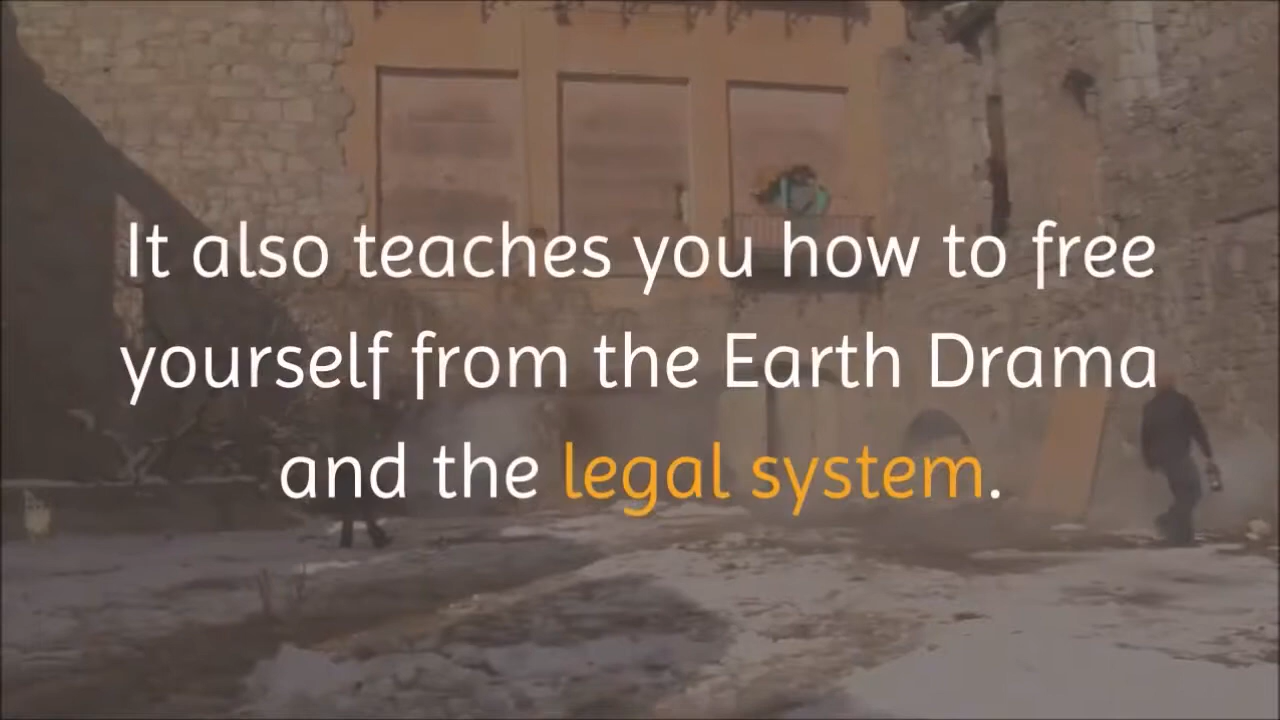 It also teaches you how to free
yourself from the Earth Drama
and the legal system.